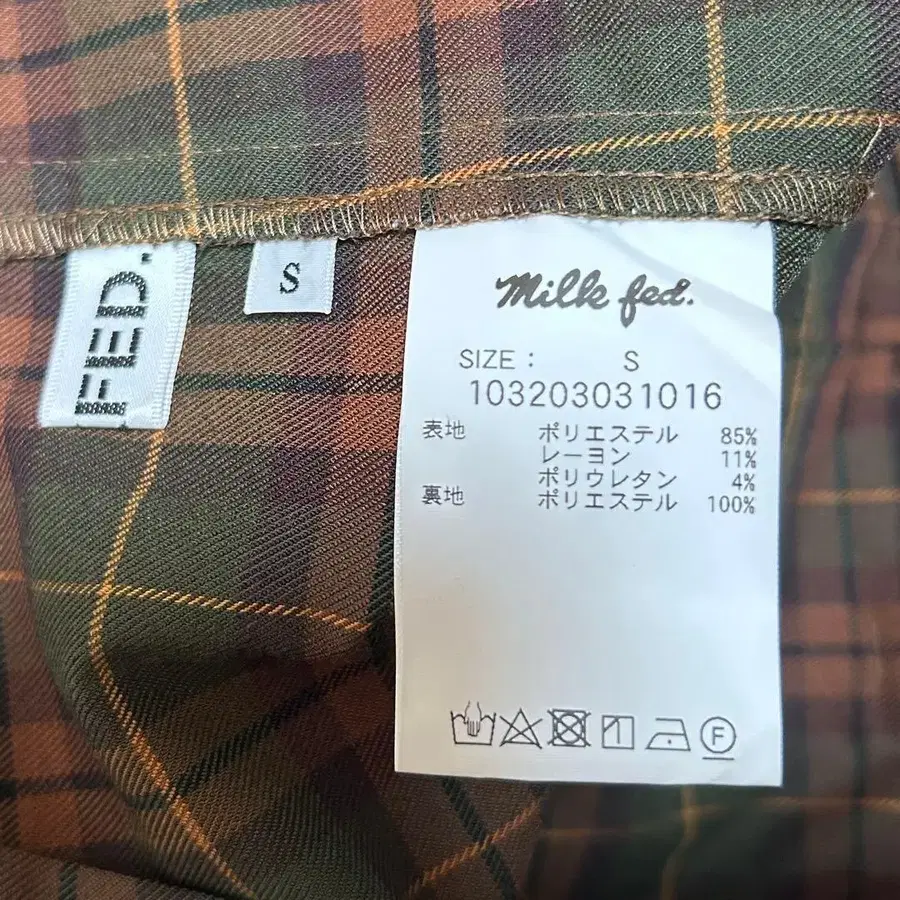 FED.
S
Milk fed.
SIZE : S
103203031016
表地 ポリエステル 85%
レーヨン 11%
ポリウレタン 4%
裏地 ポリエステル 100%
F